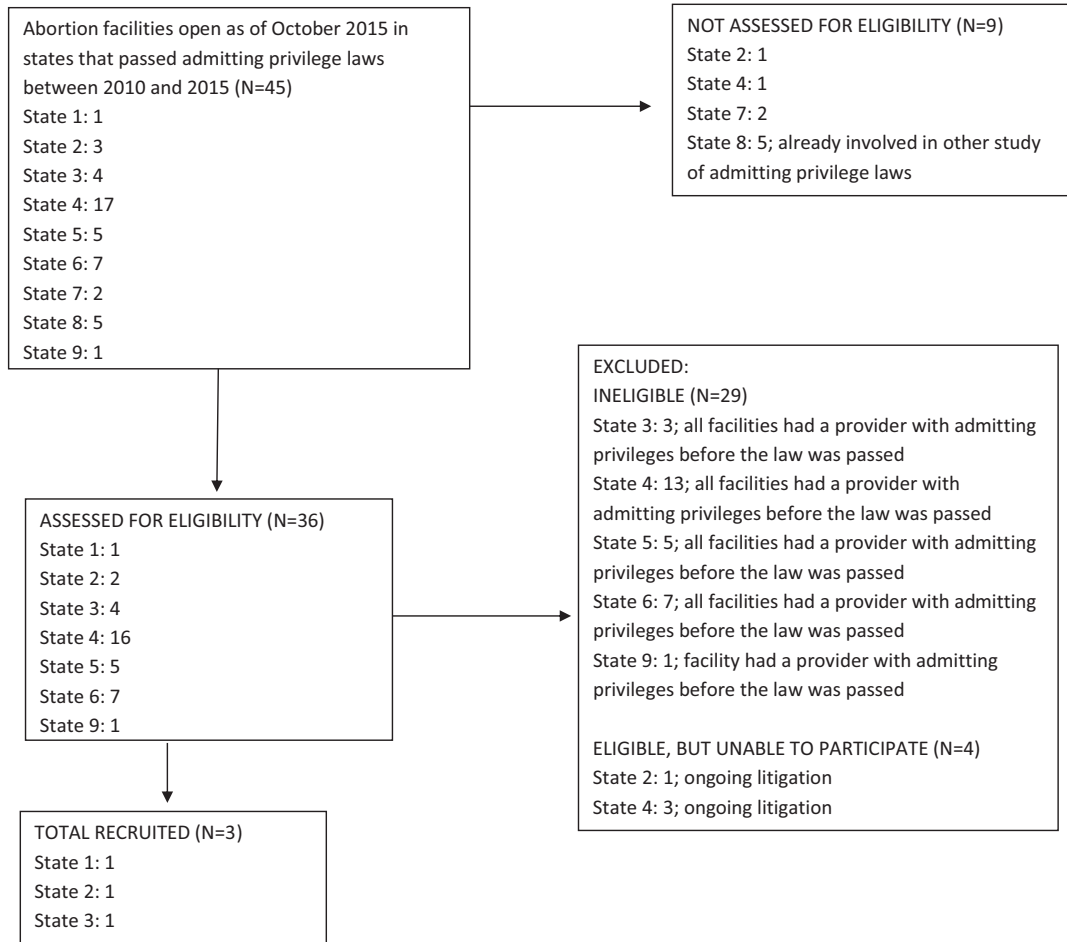 Abortion facilities open as of October 2015 in
states that passed admitting privilege laws
between 2010 and 2015 (N=45)
State 1: 1
State 2: 3
State 3: 4
State 4: 17
State 5: 5
State 6: 7
State 7: 2
State 8: 5
State 9: 1
NOT ASSESSED FOR ELIGIBILITY (N=9)
State 2: 1
State 4: 1
State 7: 2
State 8: 5; already involved in other study
of admitting privilege laws
ASSESSED FOR ELIGIBILITY (N=36)
State 1: 1
State 2: 2
State 3: 4
State 4: 16
State 5: 5
State 6: 7
State 9: 1
EXCLUDED:
INELIGIBLE (N=29)
State 3: 3; all facilities had a provider with admitting
privileges before the law was passed
State 4: 13; all facilities had a provider with
admitting privileges before the law was passed
State 5: 5; all facilities had a provider with admitting
privileges before the law was passed
State 6: 7; all facilities had a provider with admitting
privileges before the law was passed
State 9: 1; facility had a provider with admitting
privileges before the law was passed
ELIGIBLE, BUT UNABLE TO PARTICIPATE (N=4)
State 2: 1; ongoing litigation
State 4: 3; ongoing litigation
TOTAL RECRUITED (N=3)
State 1: 1
State 2: 1
State 3: 1